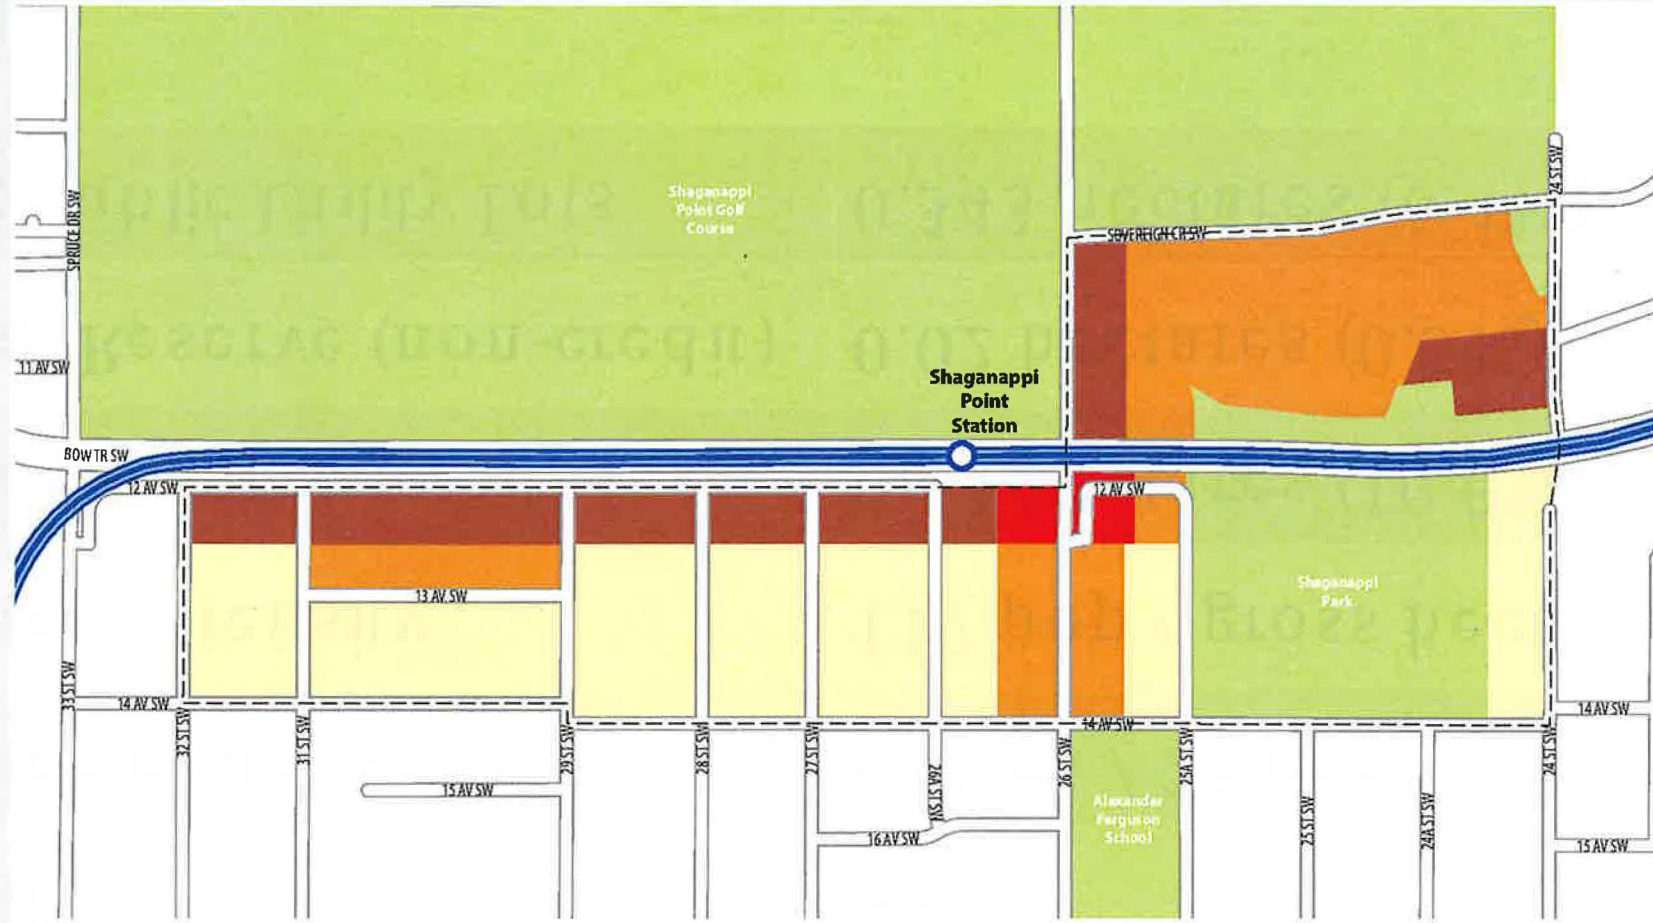 Shaganappi
Point Golf
Course
24 ST SW
SPRUCE DR SW
SOVEREIGN CR SW
11 AV SW
Shaganappi
Point
Station
BOW TR SW
12 AV SW
12 AV SW
Shaganappi
Park
13 AV SW
33 ST SW
14 AV SW
14 AV SW
14 AV SW
32 ST SW
31 ST SW
29 ST SW
28 ST SW
27 ST SW
26A ST SW
26 ST SW
25A ST SW
25 ST SW
24A ST SW
24 ST SW
15 AV SW
Alexander
Ferguson
School
16 AV SW
15 AV SW